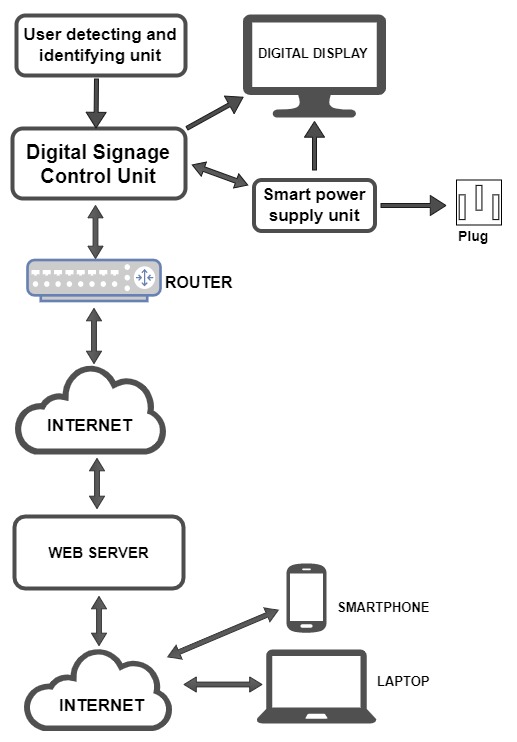 User detecting and
identifying unit
DIGITAL DISPLAY
Digital Signage
Control Unit
Smart power
supply unit
Plug
ROUTER
INTERNET
WEB SERVER
SMARTPHONE
LAPTOP
INTERNET